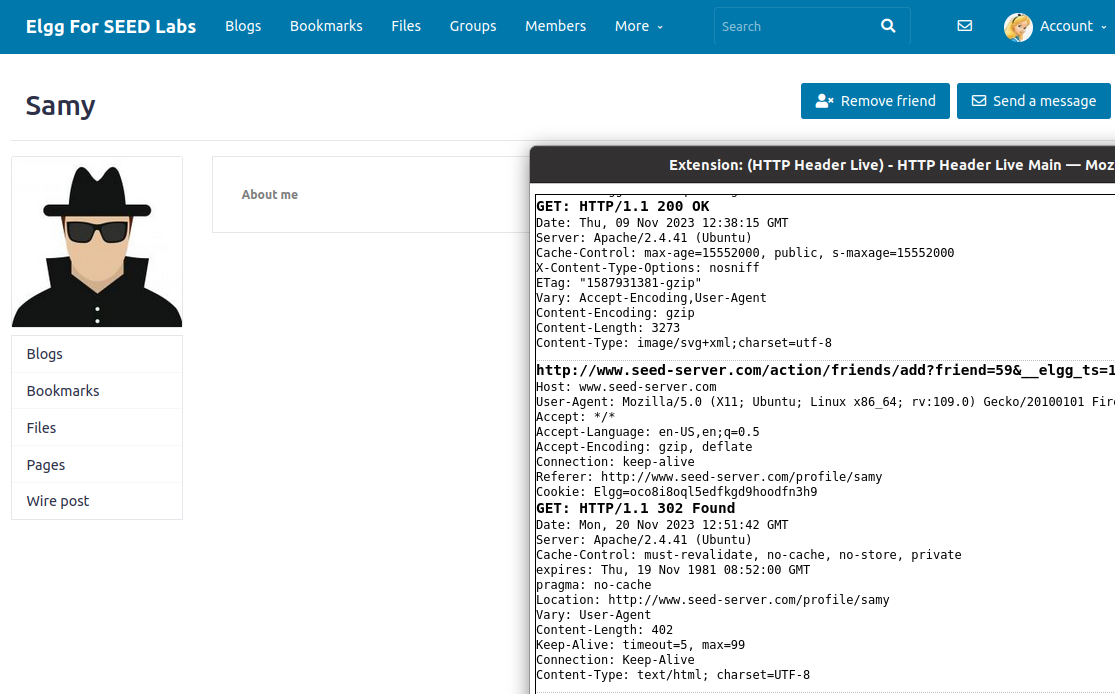 Elgg For SEED Labs Blogs Bookmarks Files Groups Members More Search Account
Samy
Remove friend Send a message
Extension: (HTTP Header Live) - HTTP Header Live Main — Moz
About me
GET: HTTP/1.1 200 OK
Date: Thu, 09 Nov 2023 12:38:15 GMT
Server: Apache/2.4.41 (Ubuntu)
Cache-Control: max-age=15552000, public, s-maxage=15552000
X-Content-Type-Options: nosniff
ETag: "1587931381-gzip"
Vary: Accept-Encoding,User-Agent
Content-Encoding: gzip
Content-Length: 3273
Content-Type: image/svg+xml;charset=utf-8
http://www.seed-server.com/action/friends/add?friend=59&__elgg_ts=1
Host: www.seed-server.com
User-Agent: Mozilla/5.0 (X11; Ubuntu; Linux x86_64; rv:109.0) Gecko/20100101 Fire
Accept: */*
Accept-Language: en-US,en;q=0.5
Accept-Encoding: gzip, deflate
Connection: keep-alive
Referer: http://www.seed-server.com/profile/samy
Cookie: Elgg=oco8i8oql5edfkgd9hoodfn3h9
GET: HTTP/1.1 302 Found
Date: Mon, 20 Nov 2023 12:51:42 GMT
Server: Apache/2.4.41 (Ubuntu)
Cache-Control: must-revalidate, no-cache, no-store, private
expires: Thu, 19 Nov 1981 08:52:00 GMT
pragma: no-cache
Location: http://www.seed-server.com/profile/samy
Vary: User-Agent
Content-Length: 402
Keep-Alive: timeout=5, max=99
Connection: Keep-Alive
Content-Type: text/html; charset=UTF-8
Blogs
Bookmarks
Files
Pages
Wire post